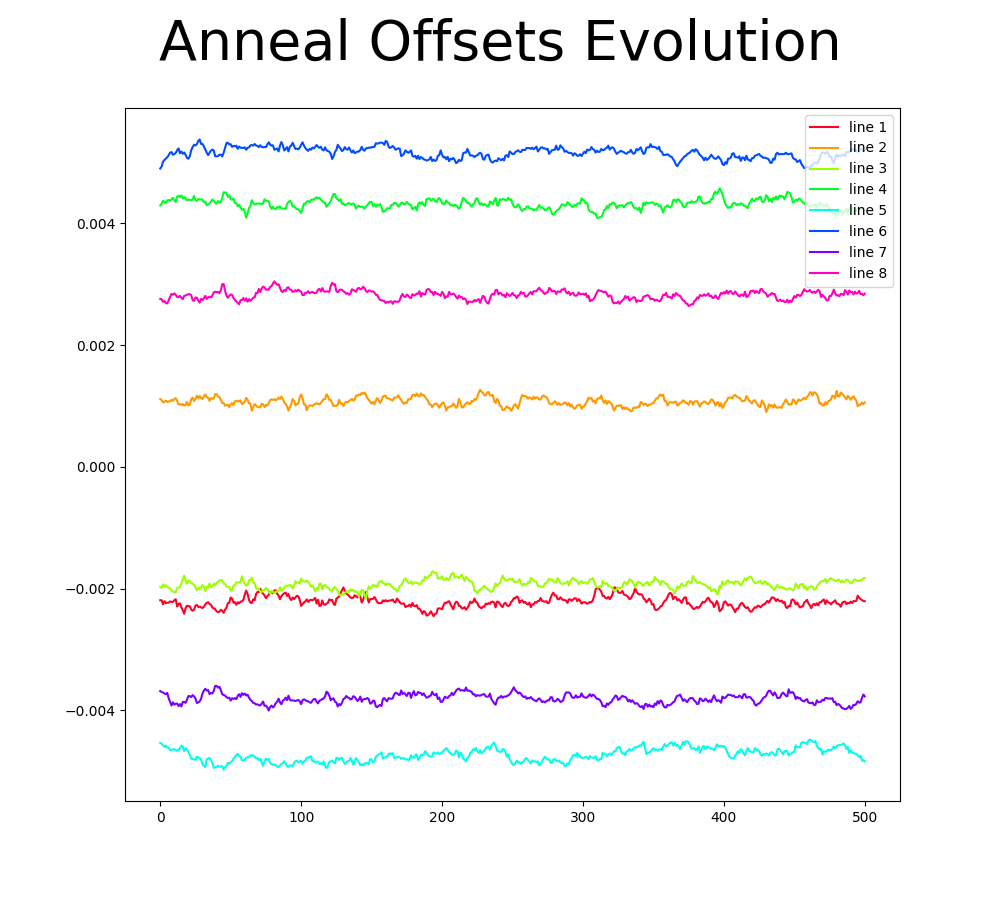 Anneal Offsets Evolution
line 1
line 2
line 3
line 4
line 5
line 6
line 7
line 8
0.004
0.002
0.000
−0.002
−0.004
0 100 200 300 400 500